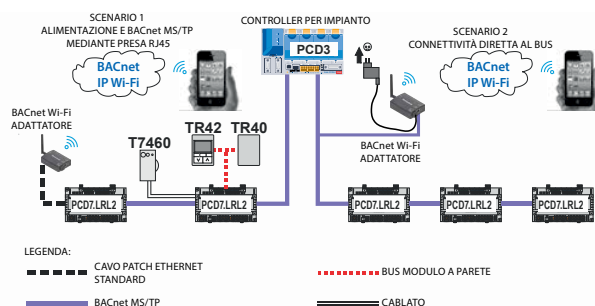 SCENARIO 1
ALIMENTAZIONE E BACnet MS/TP
MEDIANTE PRESA RJ45
CONTROLLER PER IMPIANTO
SCENARIO 2
CONNETTIVITÀ DIRETTA AL BUS
PCD3
BACnet
IP Wi-Fi
BACnet
IP Wi-Fi
BACnet Wi-Fi
ADATTATORE
T7460
TR42
TR40
BACnet Wi-Fi
ADATTATORE
PCD7.LRL2
PCD7.LRL2
PCD7.LRL2
PCD7.LRL2
PCD7.LRL2
LEGENDA:
CAVO PATCH ETHERNET
STANDARD
BUS MODULO A PARETE
BACnet MS/TP
CABLATO